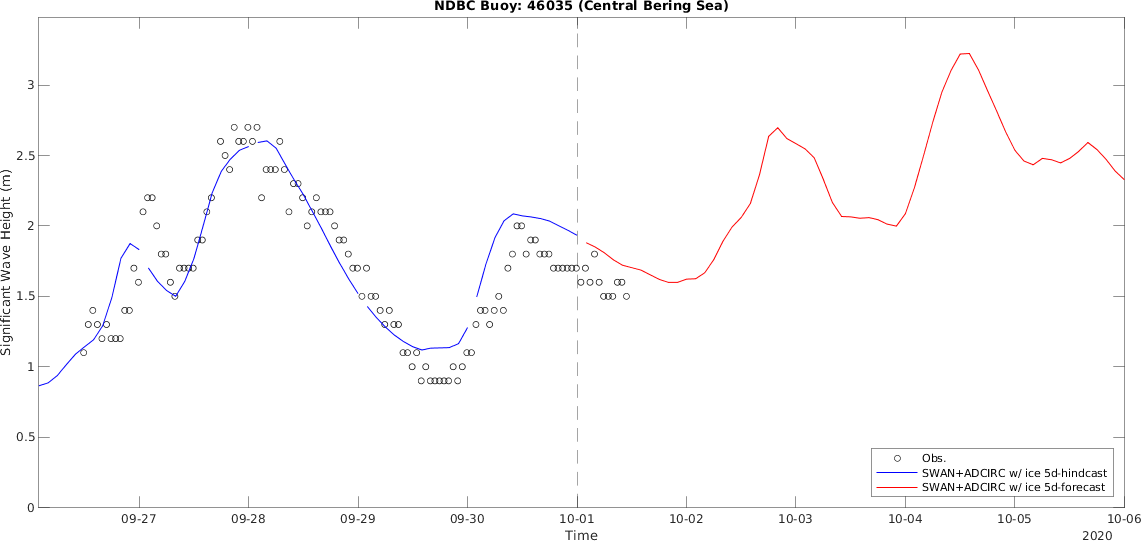 NDBC Buoy: 46035 (Central Bering Sea)
Significant Wave Height (m)
3
2.5
2
1.5
1
0.5
0
Obs.
SWAN+ADCIRC w/ ice 5d-hindcast
SWAN+ADCIRC w/ ice 5d-forecast
09-27 09-28 09-29 09-30 10-01 10-02 10-03 10-04 10-05 10-06
Time
2020